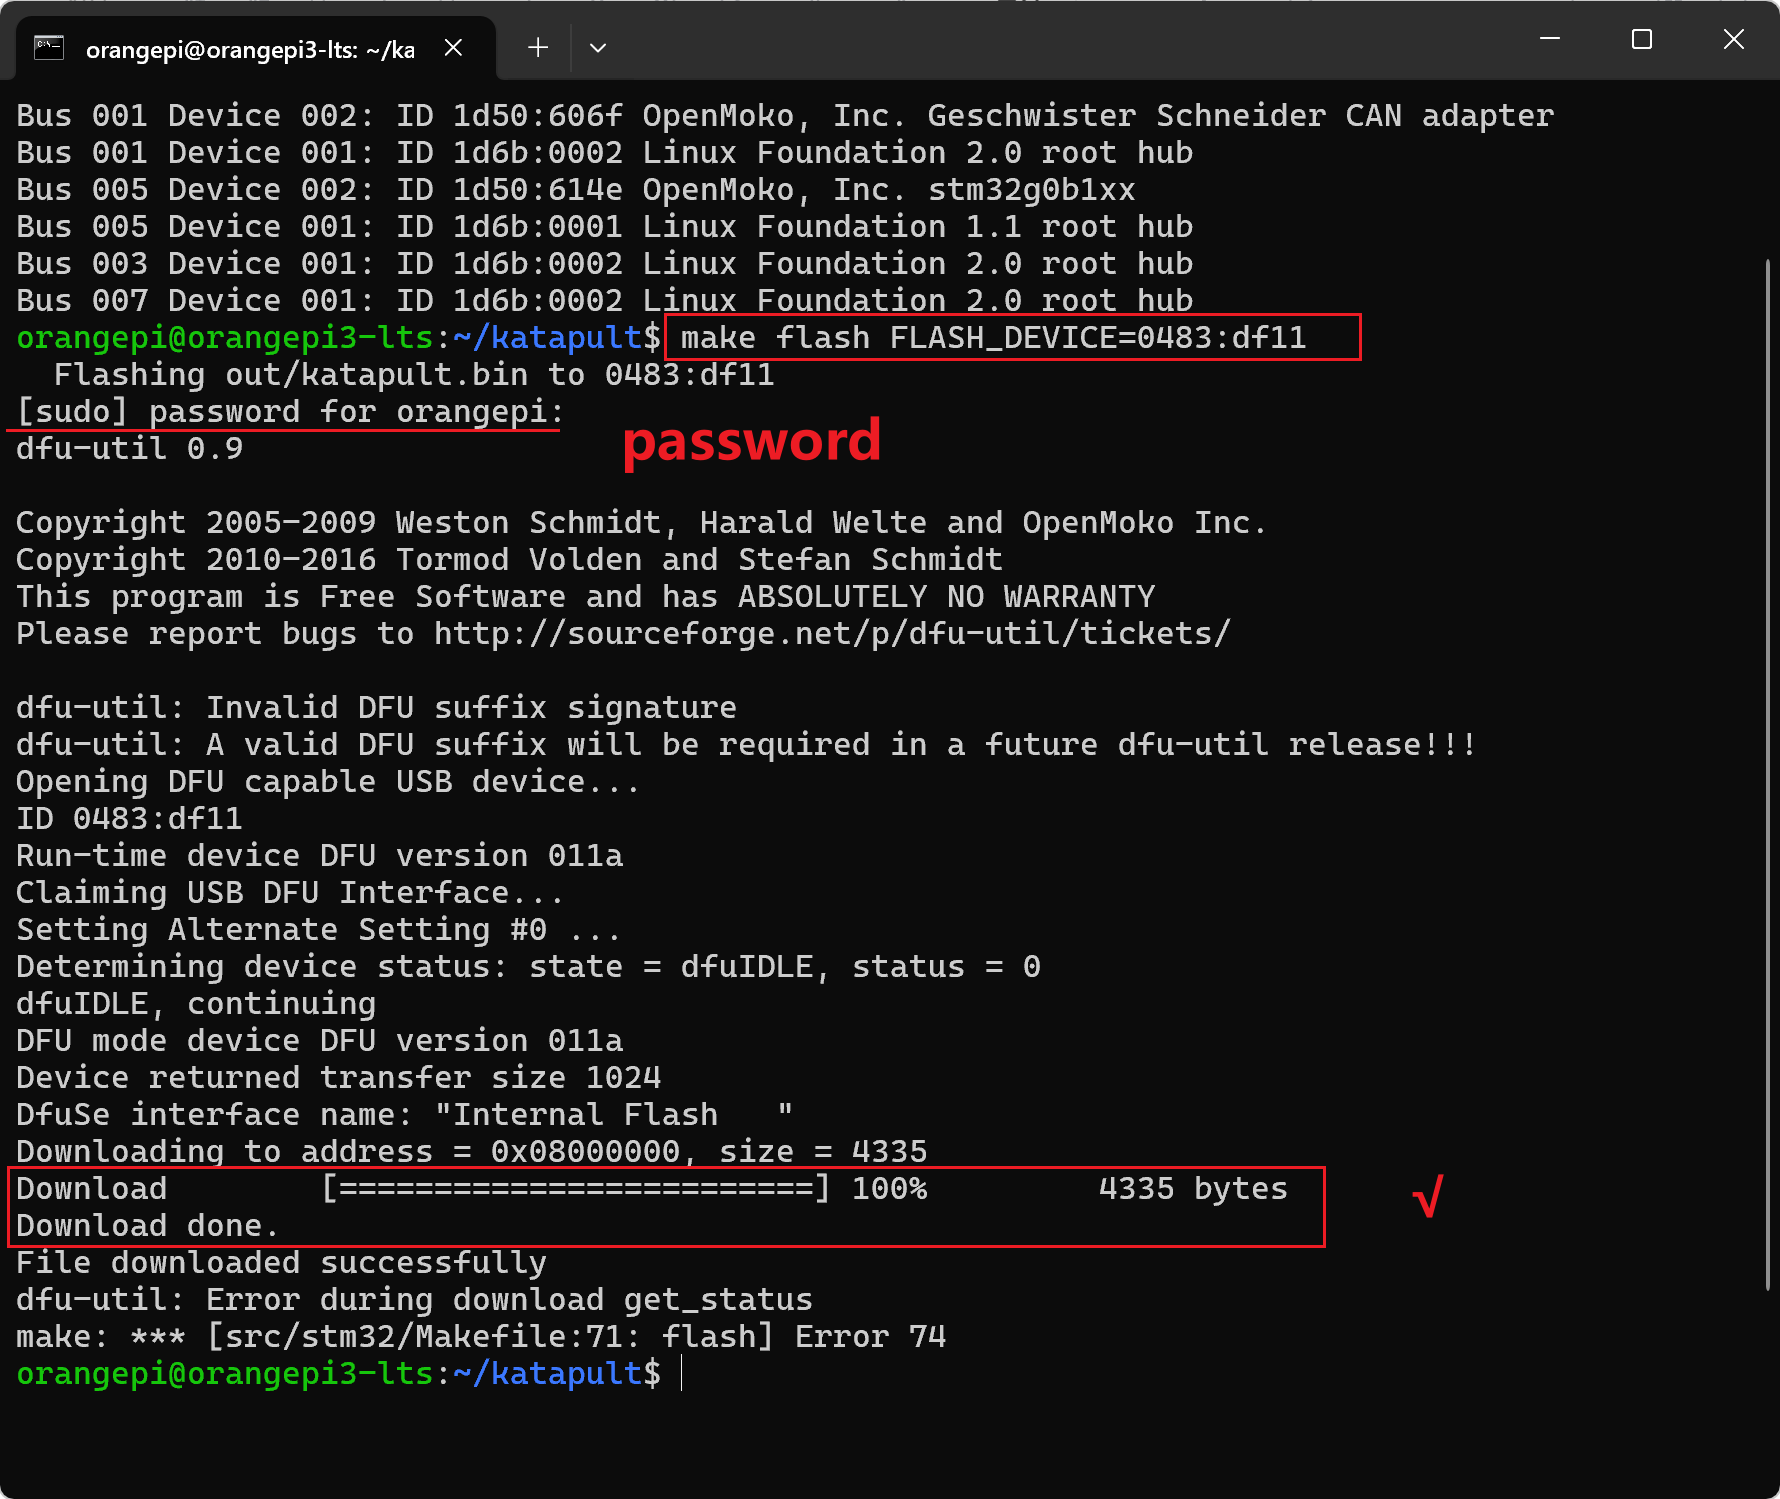 orangepi@orangepi3-lts: ~/ka
Bus 001 Device 002: ID 1d50:606f OpenMoko, Inc. Geschwister Schneider CAN adapter
Bus 001 Device 001: ID 1d6b:0002 Linux Foundation 2.0 root hub
Bus 005 Device 002: ID 1d50:614e OpenMoko, Inc. stm32g0b1xx
Bus 005 Device 001: ID 1d6b:0001 Linux Foundation 1.1 root hub
Bus 003 Device 001: ID 1d6b:0002 Linux Foundation 2.0 root hub
Bus 007 Device 001: ID 1d6b:0002 Linux Foundation 2.0 root hub
orangepi@orangepi3-lts:~/katapult$ make flash FLASH_DEVICE=0483:df11
  Flashing out/katapult.bin to 0483:df11
[sudo] password for orangepi:
password
dfu-util 0.9
Copyright 2005-2009 Weston Schmidt, Harald Welte and OpenMoko Inc.
Copyright 2010-2016 Tormod Volden and Stefan Schmidt
This program is Free Software and has ABSOLUTELY NO WARRANTY
Please report bugs to http://sourceforge.net/p/dfu-util/tickets/
dfu-util: Invalid DFU suffix signature
dfu-util: A valid DFU suffix will be required in a future dfu-util release!!!
Opening DFU capable USB device...
ID 0483:df11
Run-time device DFU version 011a
Claiming USB DFU Interface...
Setting Alternate Setting #0 ...
Determining device status: state = dfuIDLE, status = 0
dfuIDLE, continuing
DFU mode device DFU version 011a
Device returned transfer size 1024
DfuSe interface name: "Internal Flash   "
Downloading to address = 0x08000000, size = 4335
Download        [=========================] 100%         4335 bytes √
Download done.
File downloaded successfully
dfu-util: Error during download get_status
make: *** [src/stm32/Makefile:71: flash] Error 74
orangepi@orangepi3-lts:~/katapult$